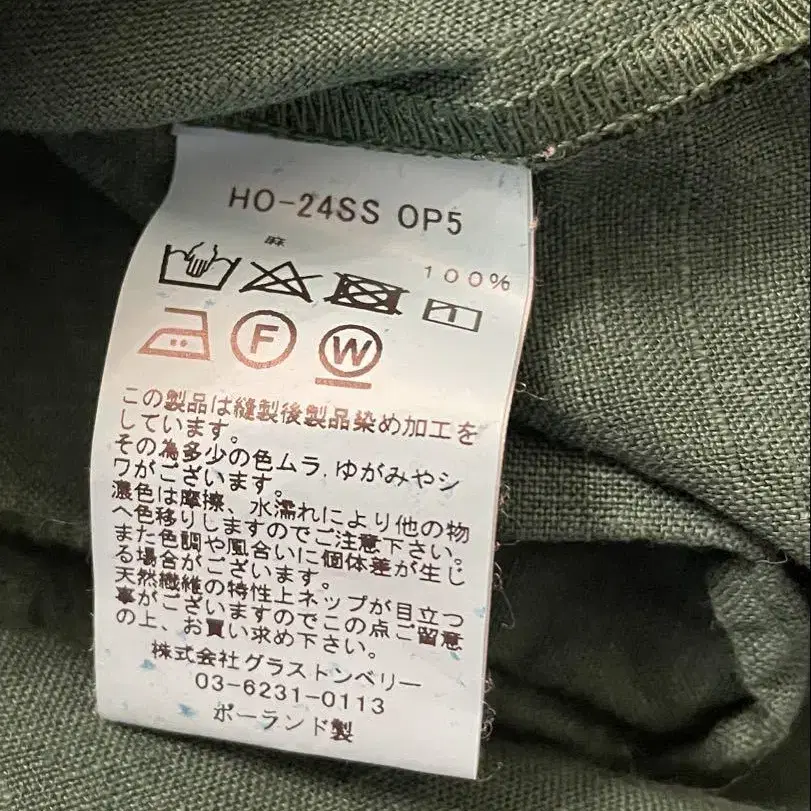 HO-24SS OP5
麻
100%
F
W
この製品は縫製後製品染め加工を
しています。
その為多少の色ムラ,ゆがみやシ
ワがございます。
濃色は摩擦、水濡れにより他の物
へ色移りしますのでご注意下さい。
また色調や風合いに個体差が生じ
る場合がございます。
天然繊維の特性上ネップが目立つ
事がございますのでこの点ご留意
の上、お買い求め下さい。
株式会社グラストンベリー
03-6231-0113
ポーランド製